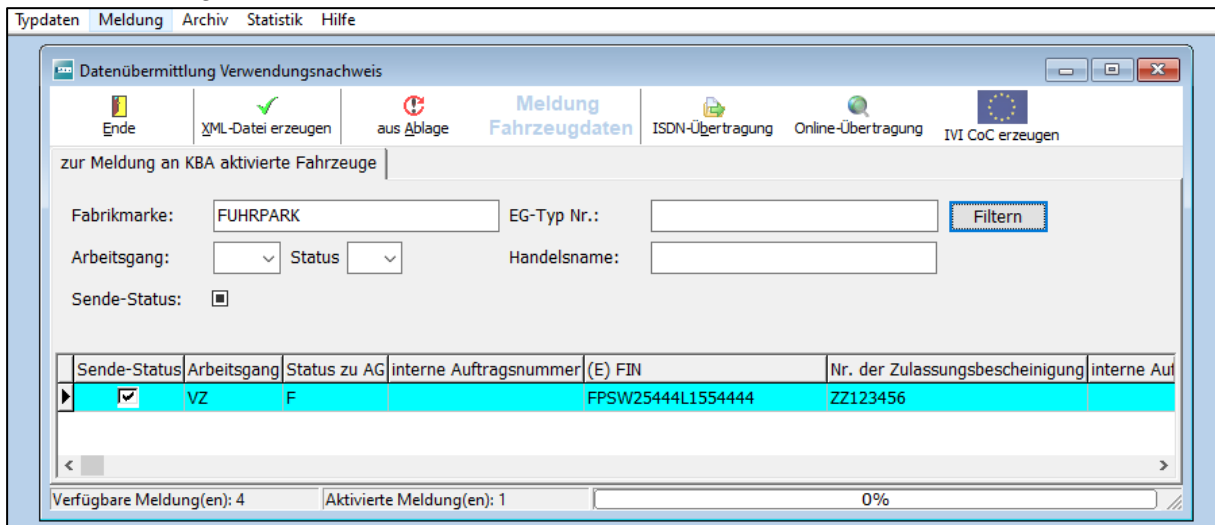 Typdaten Meldung Archiv Statistik Hilfe
Datenübermittlung Verwendungsnachweis
Ende XML-Datei erzeugen aus Ablage Meldung Fahrzeugdaten ISDN-Übertragung Online-Übertragung IVI CoC erzeugen
zur Meldung an KBA aktivierte Fahrzeuge
Fabrikmarke: FUHRPARK EG-Typ Nr.: Filtern
Arbeitsgang: Status Handelsname:
Sende-Status:
Sende-Status Arbeitsgang Status zu AG interne Auftragsnummer (E) FIN Nr. der Zulassungsbescheinigung interne Auf
VZ F FPSW25444L1554444 ZZ123456
Verfügbare Meldung(en): 4 Aktivierte Meldung(en): 1 0%